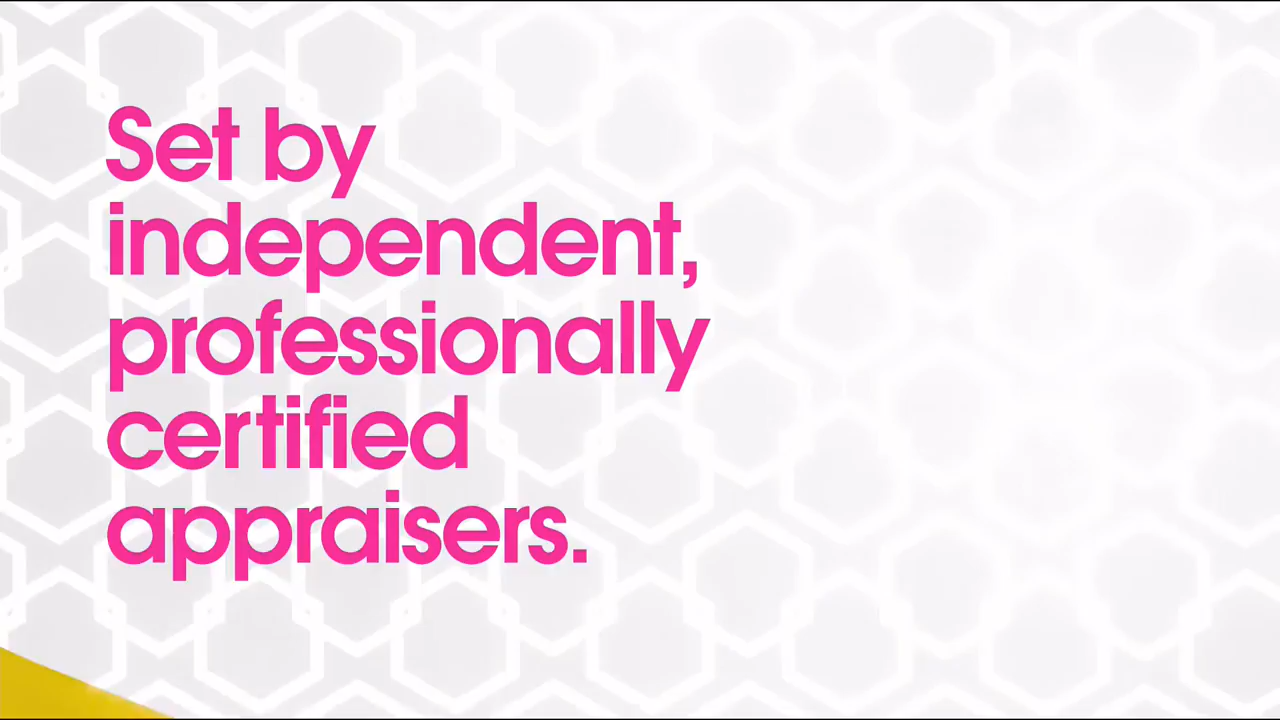 Set by
independent,
professionally
certified
appraisers.